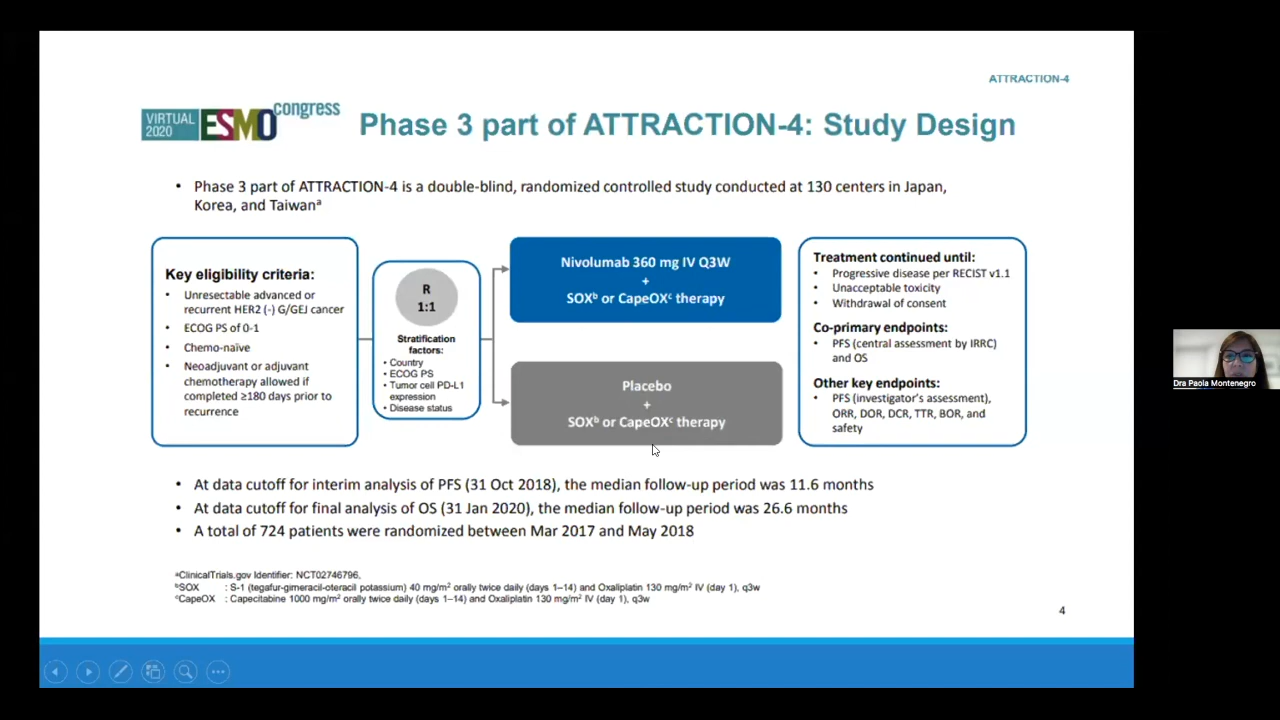 ATTRACTION-4
VIRTUAL
2020
ESMO
congress
Phase 3 part of ATTRACTION-4: Study Design
• Phase 3 part of ATTRACTION-4 is a double-blind, randomized controlled study conducted at 130 centers in Japan,
Korea, and Taiwanᵃ
Key eligibility criteria:
• Unresectable advanced or
recurrent HER2 (-) G/GEJ cancer
• ECOG PS of 0-1
• Chemo-naïve
• Neoadjuvant or adjuvant
chemotherapy allowed if
completed ≥180 days prior to
recurrence
R
1:1
Stratification
factors:
• Country
• ECOG PS
• Tumor cell PD-L1
expression
• Disease status
Nivolumab 360 mg IV Q3W
+
SOXᵇ or CapeOXᶜ therapy
Placebo
+
SOXᵇ or CapeOXᶜ therapy
Treatment continued until:
• Progressive disease per RECIST v1.1
• Unacceptable toxicity
• Withdrawal of consent
Co-primary endpoints:
• PFS (central assessment by IRRC)
and OS
Other key endpoints:
• PFS (investigator's assessment),
ORR, DOR, DCR, TTR, BOR, and
safety
• At data cutoff for interim analysis of PFS (31 Oct 2018), the median follow-up period was 11.6 months
• At data cutoff for final analysis of OS (31 Jan 2020), the median follow-up period was 26.6 months
• A total of 724 patients were randomized between Mar 2017 and May 2018
ᵃClinicalTrials.gov Identifier: NCT02746796,
ᵇSOX : S-1 (tegafur-gimeracil-oteracil potassium) 40 mg/m² orally twice daily (days 1–14) and Oxaliplatin 130 mg/m² IV (day 1), q3w
ᶜCapeOX : Capecitabine 1000 mg/m² orally twice daily (days 1–14) and Oxaliplatin 130 mg/m² IV (day 1), q3w
4
Dra Paola Montenegro